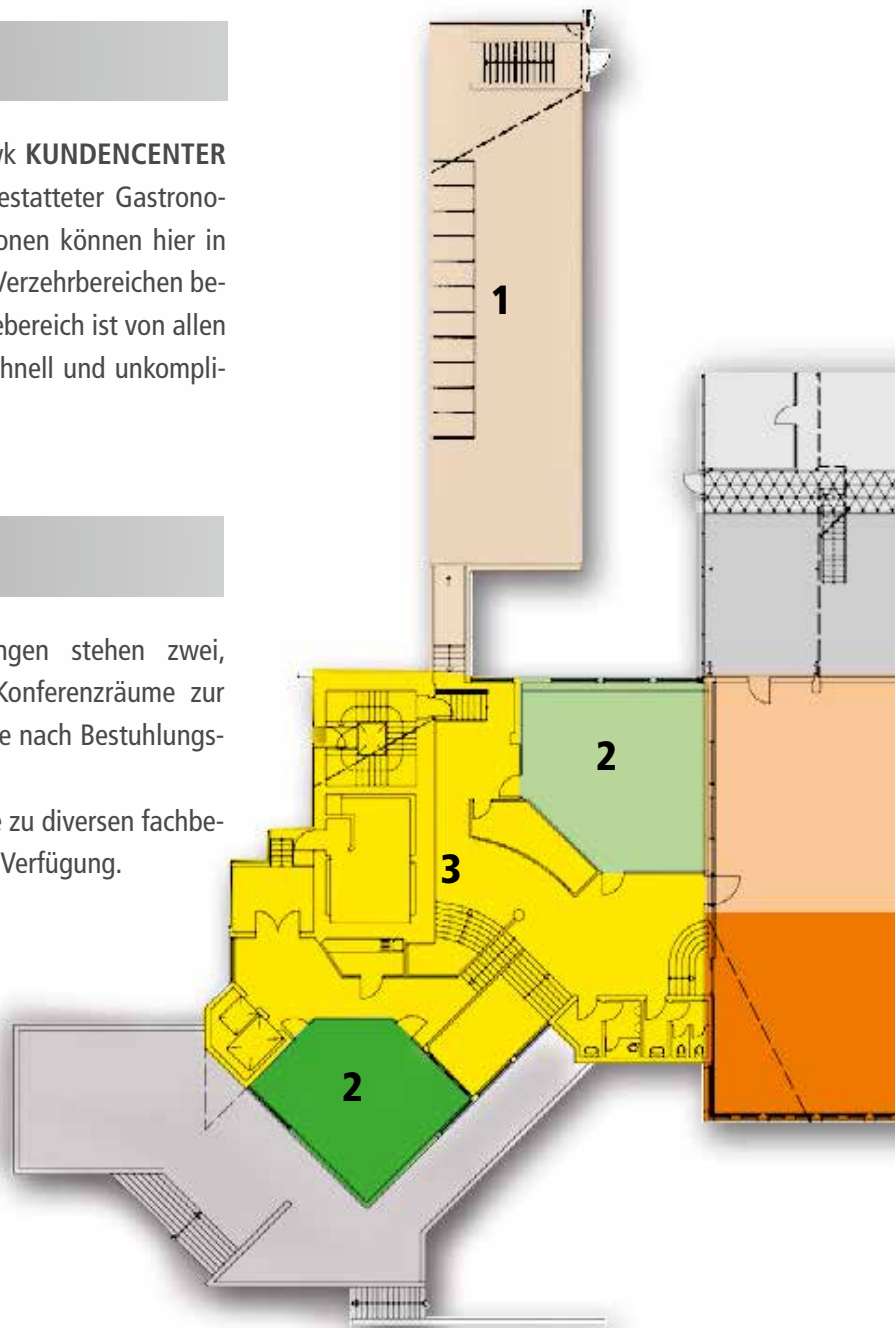 yk KUNDENCENTER
estatteter Gastrono-
onen können hier in
Verzehrbereichen be-
ebereich ist von allen
hnell und unkompli-
ngen stehen zwei,
Konferenzräume zur
e nach Bestuhlungs-
e zu diversen fachbe-
Verfügung.
1
2
3
2